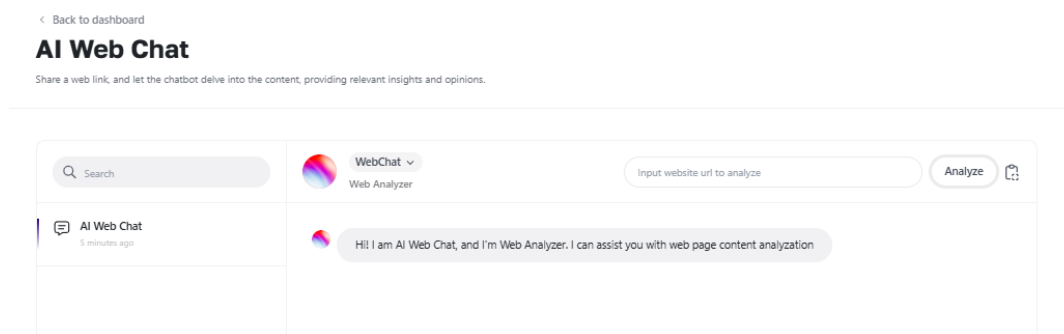 Back to dashboard
AI Web Chat
Share a web link, and let the chatbot delve into the content, providing relevant insights and opinions.
Search
WebChat
Web Analyzer
Input website url to analyze
Analyze
AI Web Chat
5 minutes ago
Hi! I am AI Web Chat, and I'm Web Analyzer. I can assist you with web page content analyzation